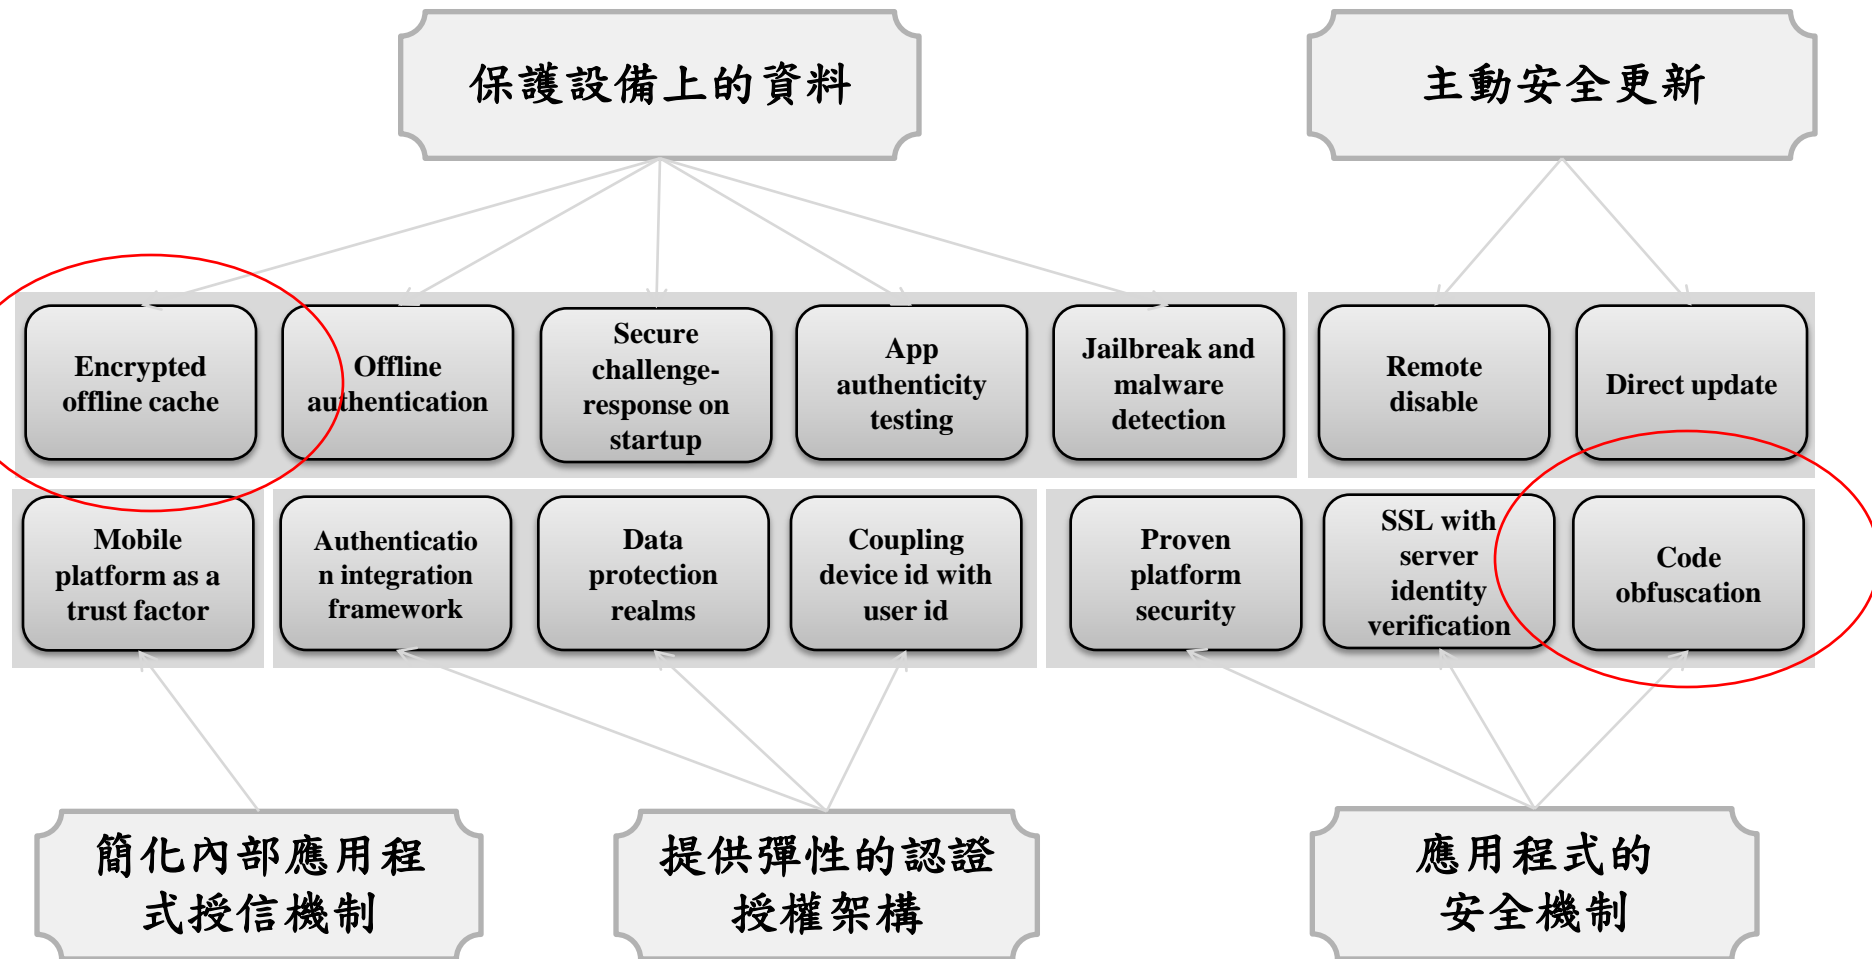 保護設備上的資料
主動安全更新
Encrypted
offline cache
Offline
authentication
Secure
challenge-
response on
startup
App
authenticity
testing
Jailbreak and
malware
detection
Remote
disable
Direct update
Mobile
platform as a
trust factor
Authenticatio
n integration
framework
Data
protection
realms
Coupling
device id with
user id
Proven
platform
security
SSL with
server
identity
verification
Code
obfuscation
簡化內部應用程
式授信機制
提供彈性的認證
授權架構
應用程式的
安全機制